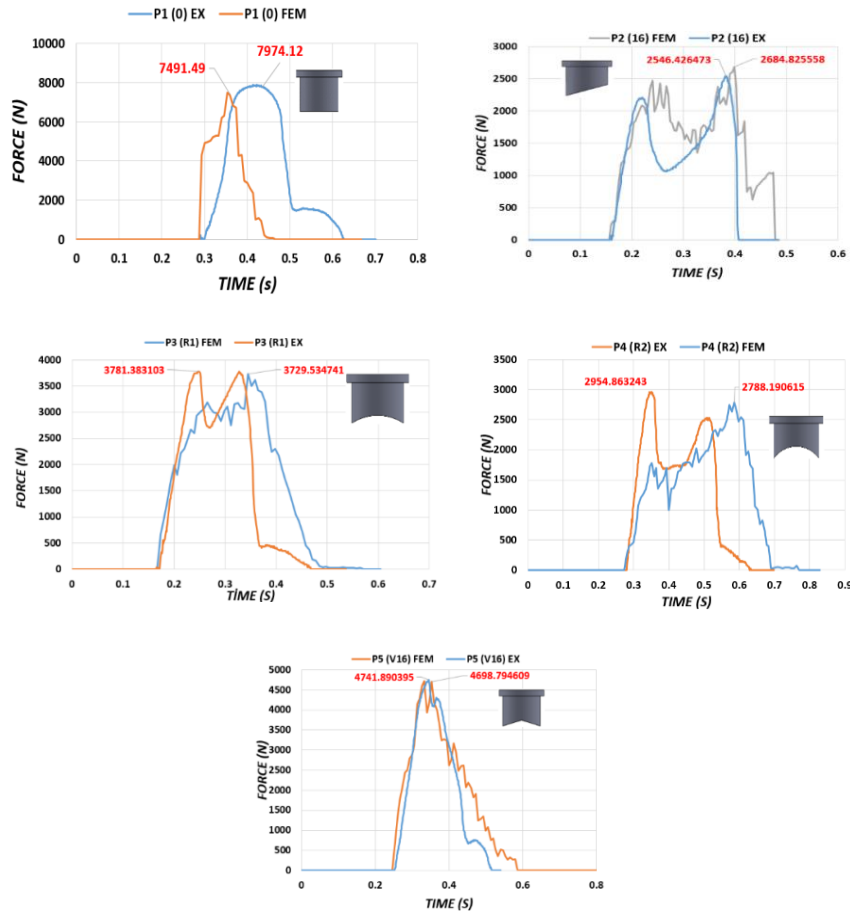 P1 (0) EX P1 (0) FEM
7974.12
7491.49
10000
8000
6000
4000
2000
0
FORCE (N)
0 0.1 0.2 0.3 0.4 0.5 0.6 0.7 0.8
TIME (s)
P2 (16) FEM P2 (16) EX
2546.426473 2684.825558
3000
2500
2000
1500
1000
500
0
FORCE (N)
0 0.1 0.2 0.3 0.4 0.5 0.6
TIME (S)
P3 (R1) FEM P3 (R1) EX
3781.383103 3729.534741
4000
3500
3000
2500
2000
1500
1000
500
0
FORCE (N)
0 0.1 0.2 0.3 0.4 0.5 0.6 0.7
TİME (S)
P4 (R2) EX P4 (R2) FEM
2954.863243 2788.190615
3500
3000
2500
2000
1500
1000
500
0
FORCE (N)
0 0.1 0.2 0.3 0.4 0.5 0.6 0.7 0.8 0.9
TIME (S)
P5 (V16) FEM P5 (V16) EX
4741.890395 4698.794609
5000
4500
4000
3500
3000
2500
2000
1500
1000
500
0
FORCE (N)
0 0.2 0.4 0.6 0.8
TIME (S)